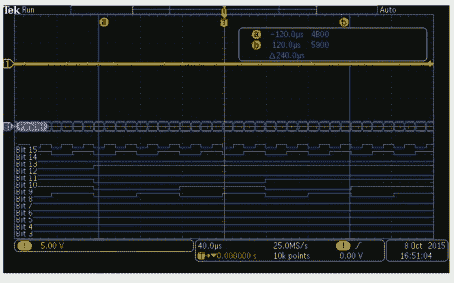 Tek Run
Auto
a
b
a -120.0µs 4B00
b 120.0µs 5B00
Δ240.0µs
1
Bit 15
Bit 14
Bit 13
Bit 12
Bit 11
Bit 10
Bit 9
Bit 8
Bit 7
Bit 6
Bit 5
Bit 4
Bit 3
1 5.00 V
40.0µs
25.0MS/s
1
0.00 V
T→▼0.000000 s
10k points
8 Oct 2015
16:51:04